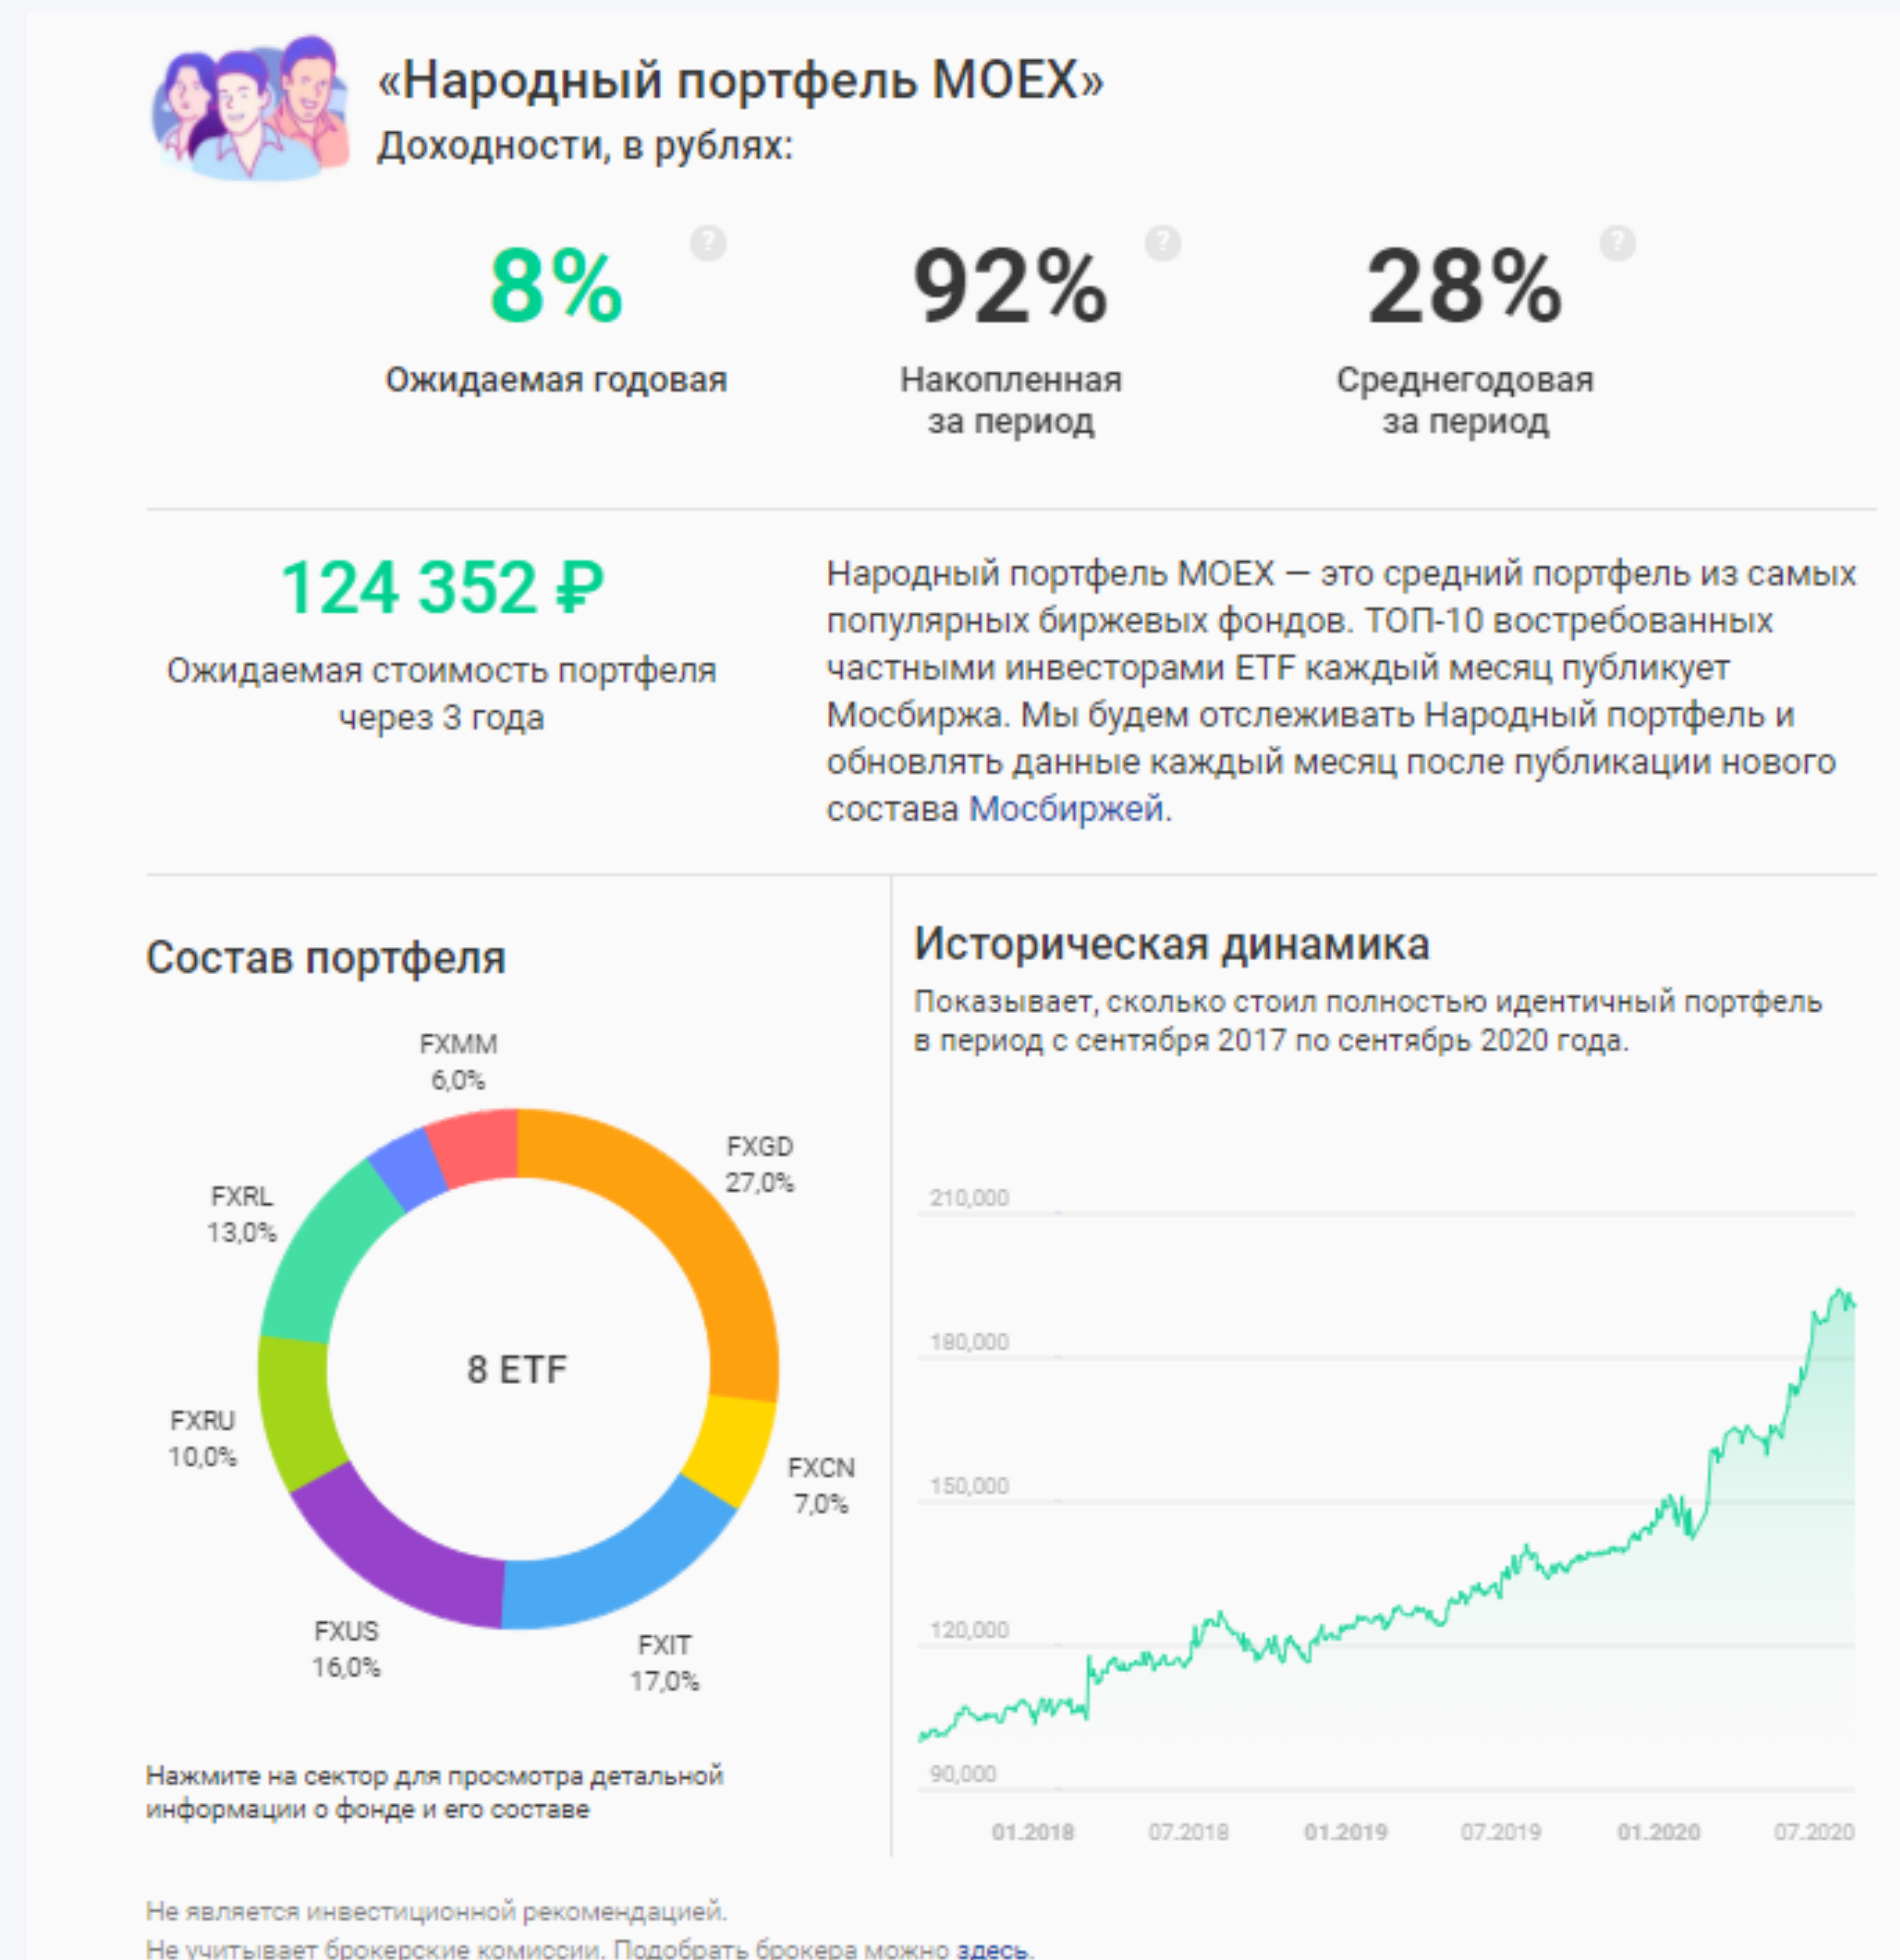 «Народный портфель MOEX»
Доходности, в рублях:
8%
?
Ожидаемая годовая
92%
?
Накопленная
за период
28%
?
Среднегодовая
за период
124 352 ₽
Ожидаемая стоимость портфеля
через 3 года
Народный портфель MOEX — это средний портфель из самых
популярных биржевых фондов. ТОП-10 востребованных
частными инвесторами ETF каждый месяц публикует
Мосбиржа. Мы будем отслеживать Народный портфель и
обновлять данные каждый месяц после публикации нового
состава Мосбиржей.
Состав портфеля
FXMM
6,0%
FXGD
27,0%
FXRL
13,0%
8 ETF
FXRU
10,0%
FXCN
7,0%
FXUS
16,0%
FXIT
17,0%
Нажмите на сектор для просмотра детальной
информации о фонде и его составе
Историческая динамика
Показывает, сколько стоил полностью идентичный портфель
в период с сентября 2017 по сентябрь 2020 года.
210,000
180,000
150,000
120,000
90,000
01.2018 07.2018 01.2019 07.2019 01.2020 07.2020
Не является инвестиционной рекомендацией.
Не учитывает брокерские комиссии. Подобрать брокера можно здесь.